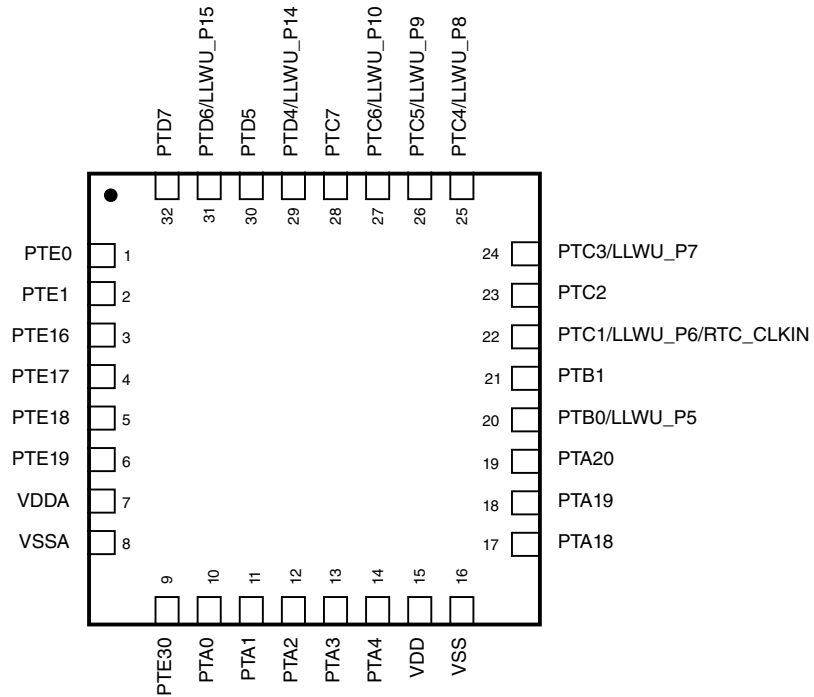 PTD7
PTD6/LLWU_P15
PTD5
PTD4/LLWU_P14
PTC7
PTC6/LLWU_P10
PTC5/LLWU_P9
PTC4/LLWU_P8
32
31
30
29
28
27
26
25
PTE0 1
PTE1 2
PTE16 3
PTE17 4
PTE18 5
PTE19 6
VDDA 7
VSSA 8
24 PTC3/LLWU_P7
23 PTC2
22 PTC1/LLWU_P6/RTC_CLKIN
21 PTB1
20 PTB0/LLWU_P5
19 PTA20
18 PTA19
17 PTA18
9
10
11
12
13
14
15
16
PTE30
PTA0
PTA1
PTA2
PTA3
PTA4
VDD
VSS